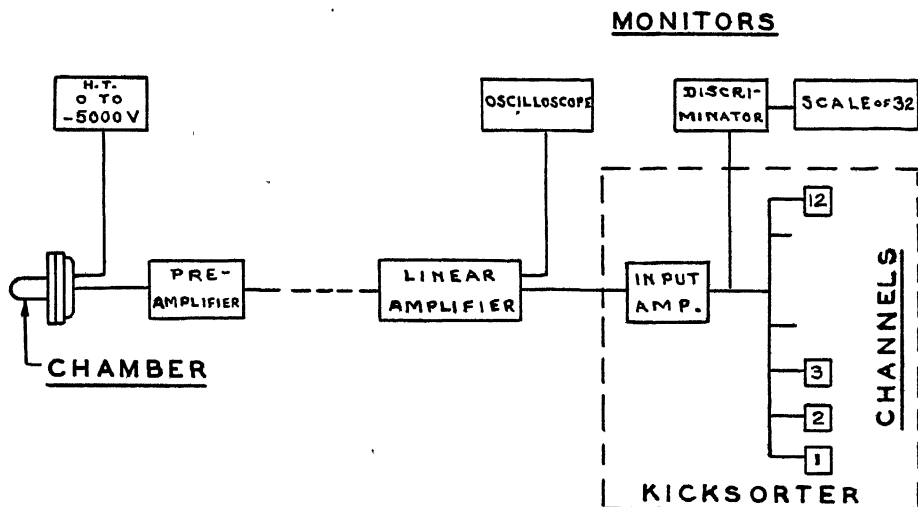 MONITORS
H.T.
0 TO
-5000 V
OSCILLOSCOPE
DISCRI-
MINATOR
SCALE OF 32
12
PRE-
AMPLIFIER
LINEAR
AMPLIFIER
INPUT
AMP.
CHANNELS
CHAMBER
3
2
1
KICKSORTER